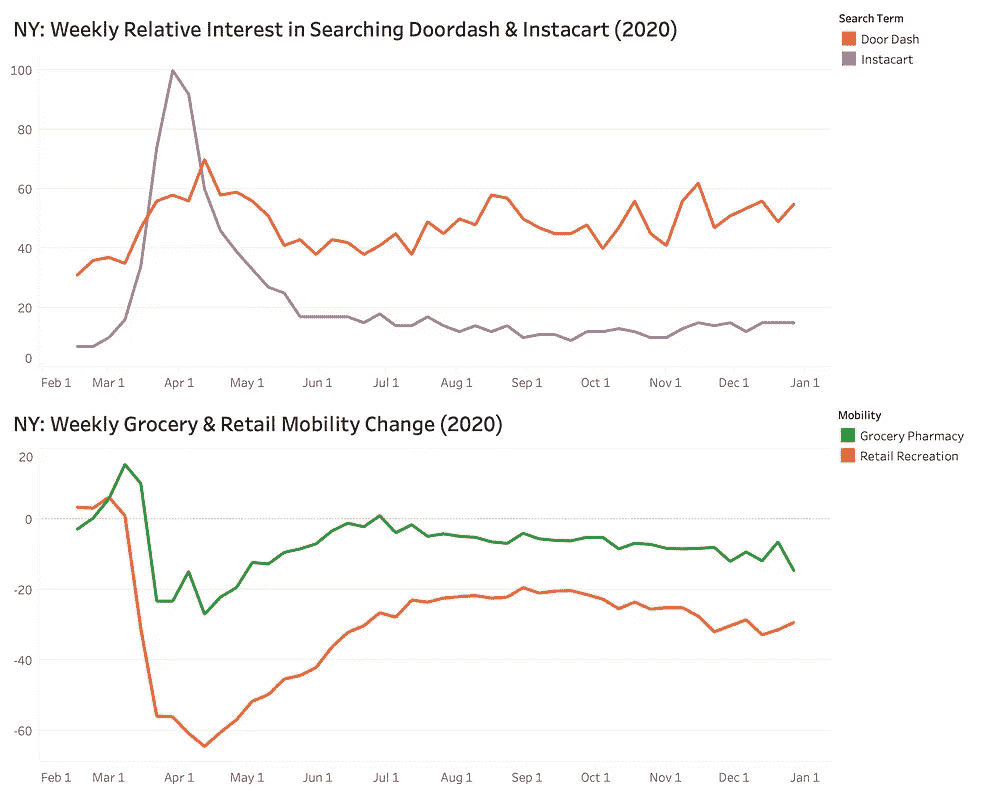 NY: Weekly Relative Interest in Searching Doordash & Instacart (2020)
Search Term
Door Dash
Instacart
100
80
60
40
20
0
Feb 1 Mar 1 Apr 1 May 1 Jun 1 Jul 1 Aug 1 Sep 1 Oct 1 Nov 1 Dec 1 Jan 1
NY: Weekly Grocery & Retail Mobility Change (2020)
Mobility
Grocery Pharmacy
Retail Recreation
20
0
-20
-40
-60
Feb 1 Mar 1 Apr 1 May 1 Jun 1 Jul 1 Aug 1 Sep 1 Oct 1 Nov 1 Dec 1 Jan 1